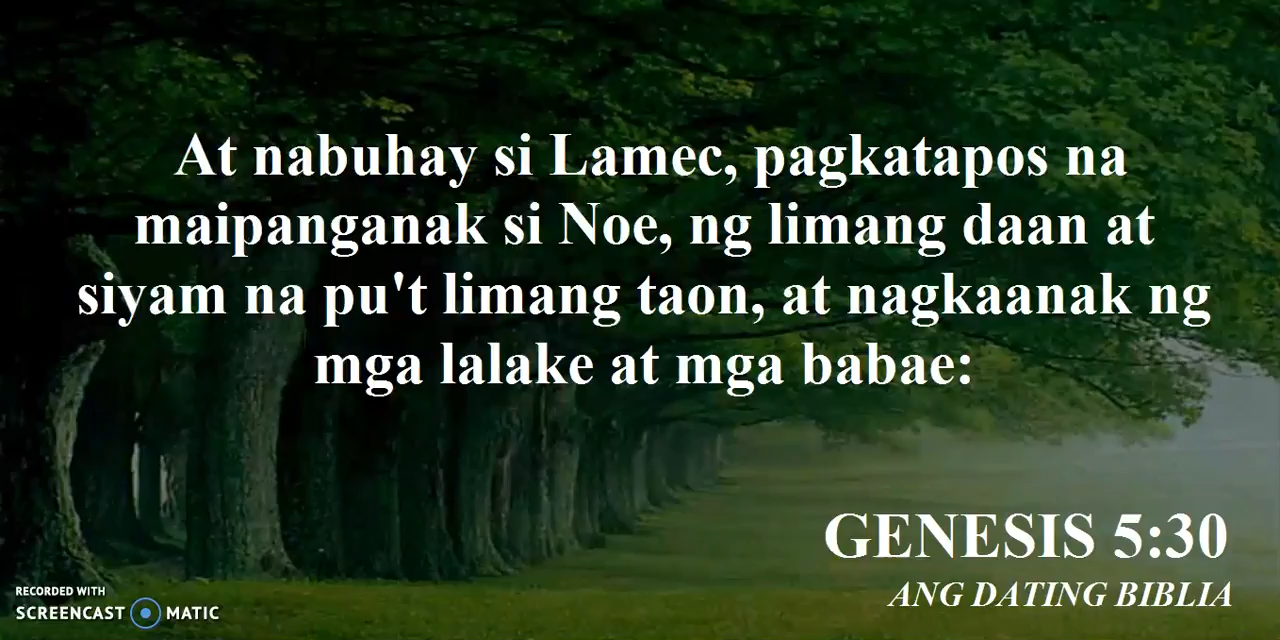 At nabuhay si Lamec, pagkatapos na
maipanganak si Noe, ng limang daan at
siyam na pu't limang taon, at nagkaanak ng
mga lalake at mga babae:
GENESIS 5:30
ANG DATING BIBLIA
RECORDED WITH
SCREENCAST MATIC